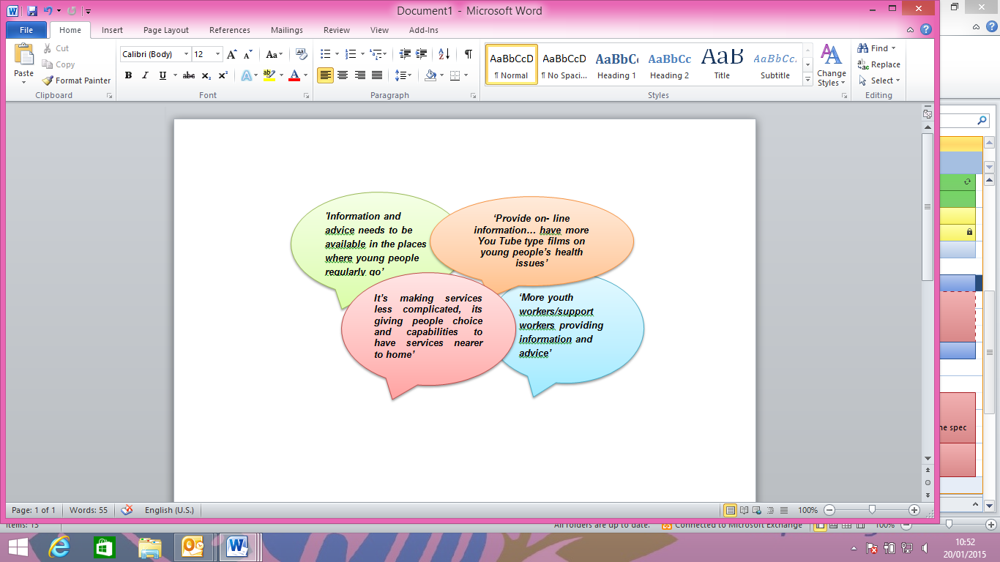 Document1 - Microsoft Word
File Home Insert Page Layout References Mailings Review View Add-Ins
Paste
Cut
Copy
Format Painter
Clipboard
Calibri (Body) 12
Font
Paragraph
AaBbCcD AaBbCcD AaBbC AaBbCc AaB AaBbCc.
¶ Normal ¶ No Spaci... Heading 1 Heading 2 Title Subtitle
Change Styles
Styles
Find
Replace
Select
Editing
'Information and
advice needs to be
available in the places
where young people
regularly go’
‘Provide on- line
information… have more
You Tube type films on
young people’s health
issues’
It’s making services
less complicated, its
giving people choice
and capabilities to
have services nearer
to home’
‘More youth
workers/support
workers providing
information and
advice’
he spec
Page: 1 of 1 Words: 55 English (U.S.) 100%
Items: 13 All folders are up to date. Connected to Microsoft Exchange 100%
10:52
20/01/2015